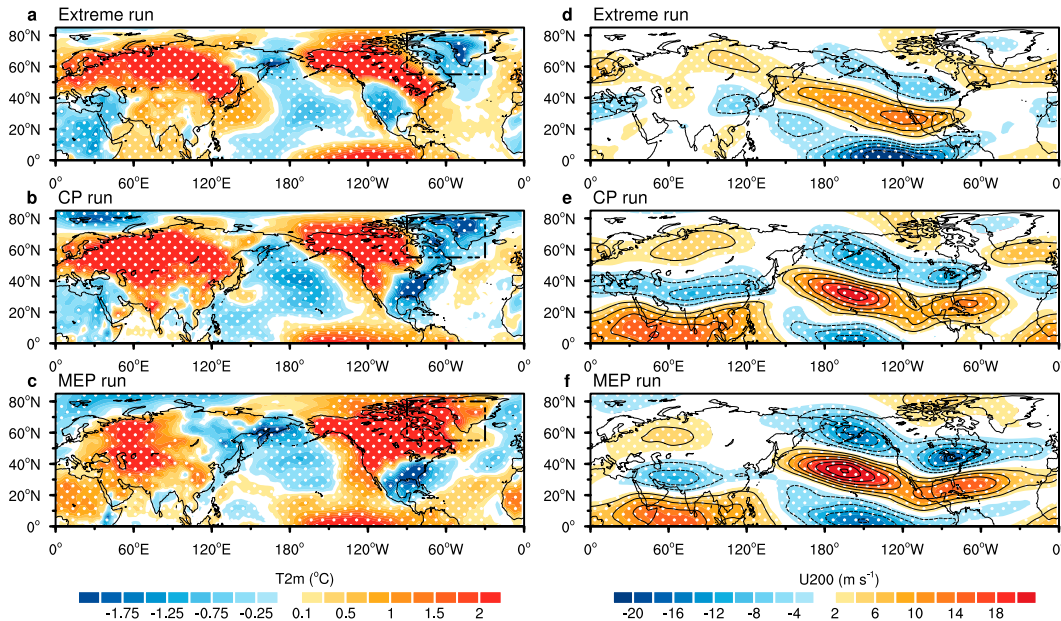 a Extreme run
80°N
60°N
40°N
20°N
0°
0° 60°E 120°E 180° 120°W 60°W 0°
b CP run
80°N
60°N
40°N
20°N
0°
0° 60°E 120°E 180° 120°W 60°W 0°
c MEP run
80°N
60°N
40°N
20°N
0°
0° 60°E 120°E 180° 120°W 60°W 0°
T2m (°C)
-1.75 -1.25 -0.75 -0.25 0.1 0.5 1 1.5 2
d Extreme run
80°N
60°N
40°N
20°N
0°
0° 60°E 120°E 180° 120°W 60°W 0
e CP run
80°N
60°N
40°N
20°N
0°
0° 60°E 120°E 180° 120°W 60°W 0
f MEP run
80°N
60°N
40°N
20°N
0°
0° 60°E 120°E 180° 120°W 60°W 0
U200 (m s⁻¹)
-20 -16 -12 -8 -4 2 6 10 14 18